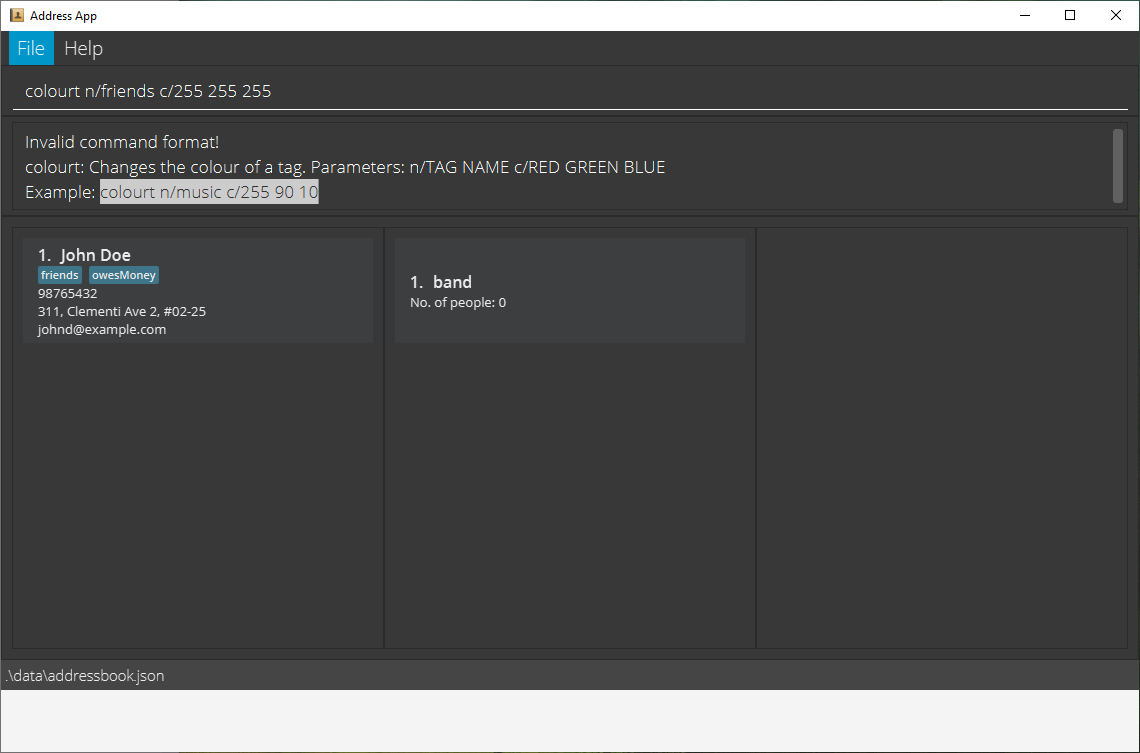 Address App
File Help
colourt n/friends c/255 255 255
Invalid command format!
colourt: Changes the colour of a tag. Parameters: n/TAG NAME c/RED GREEN BLUE
Example: colourt n/music c/255 90 10
1. John Doe
friends owesMoney
98765432
311, Clementi Ave 2, #02-25
johnd@example.com
1. band
No. of people: 0
.\data\addressbook.json